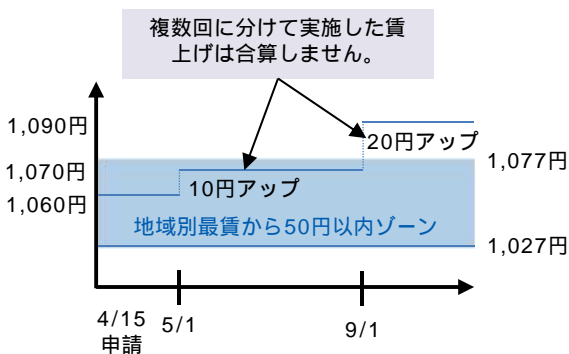 複数回に分けて実施した賃
上げは合算しません。
1,090円
20円アップ
1,077円
1,070円
10円アップ
1,060円
地域別最賃から50円以内ゾーン
1,027円
4/15
申請
5/1
9/1